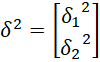 δ² = [δ₁²
δ₂²]